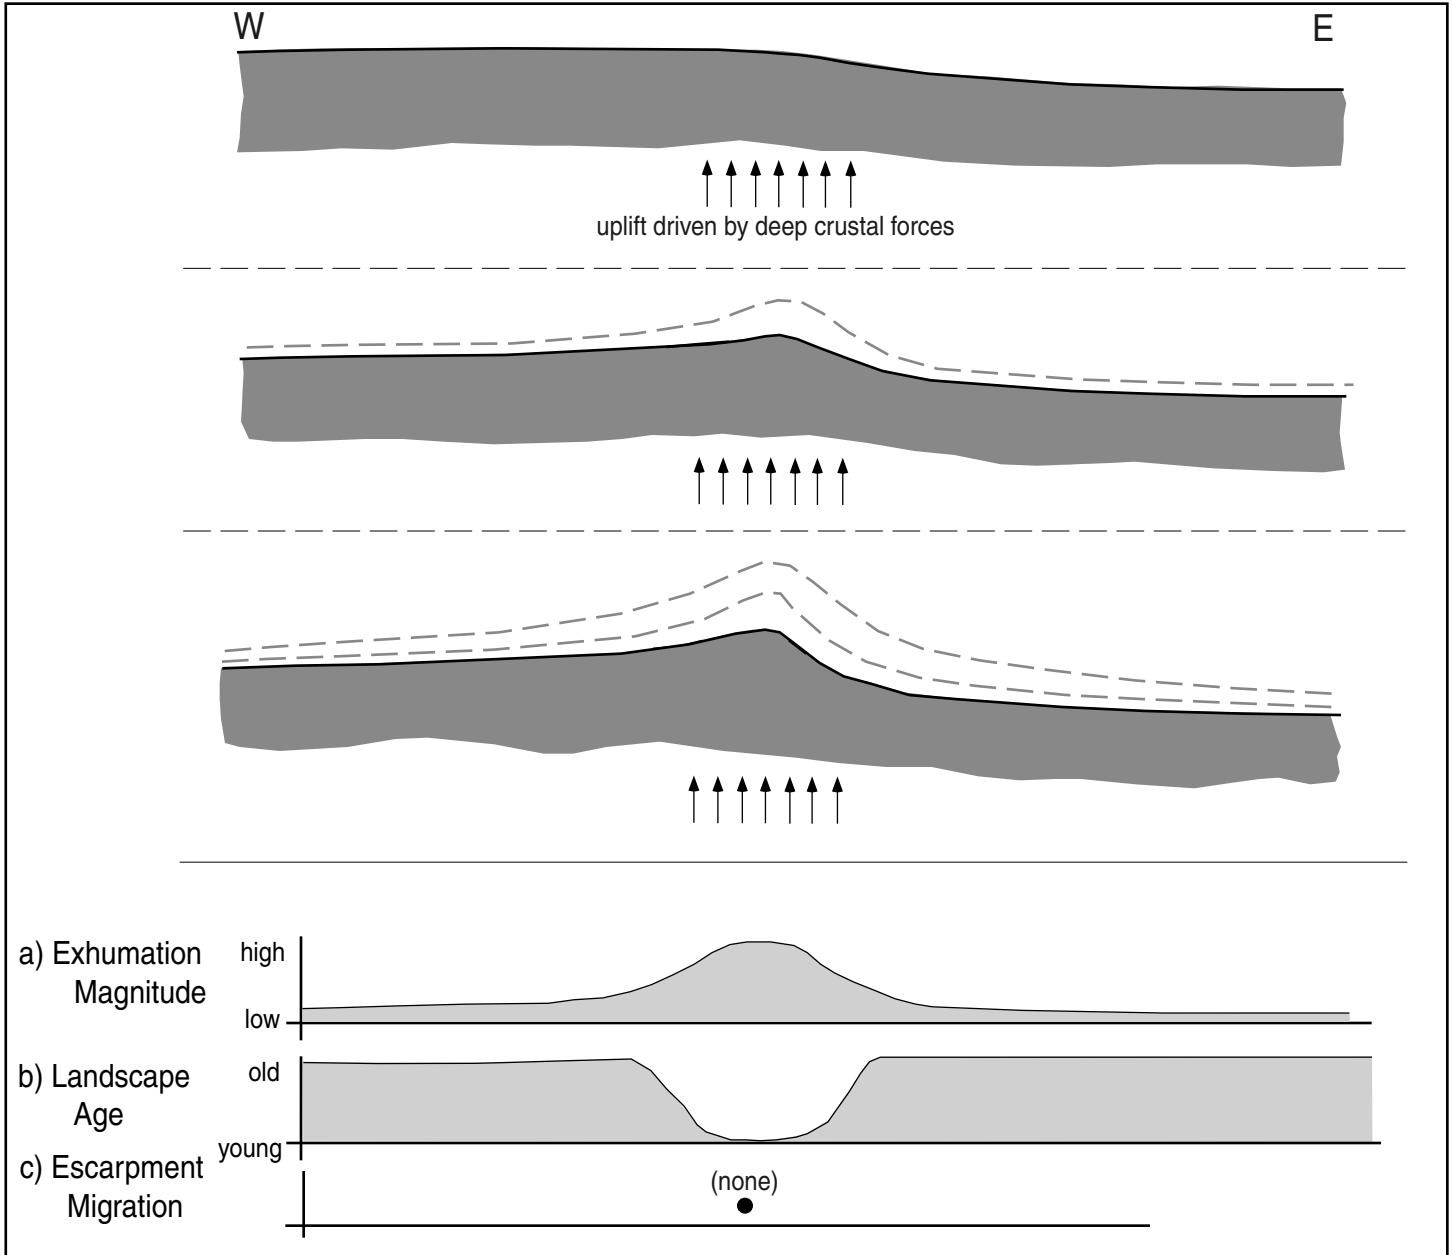 W
E
uplift driven by deep crustal forces
a) Exhumation
Magnitude
high
low
b) Landscape
Age
old
young
c) Escarpment
Migration
(none)